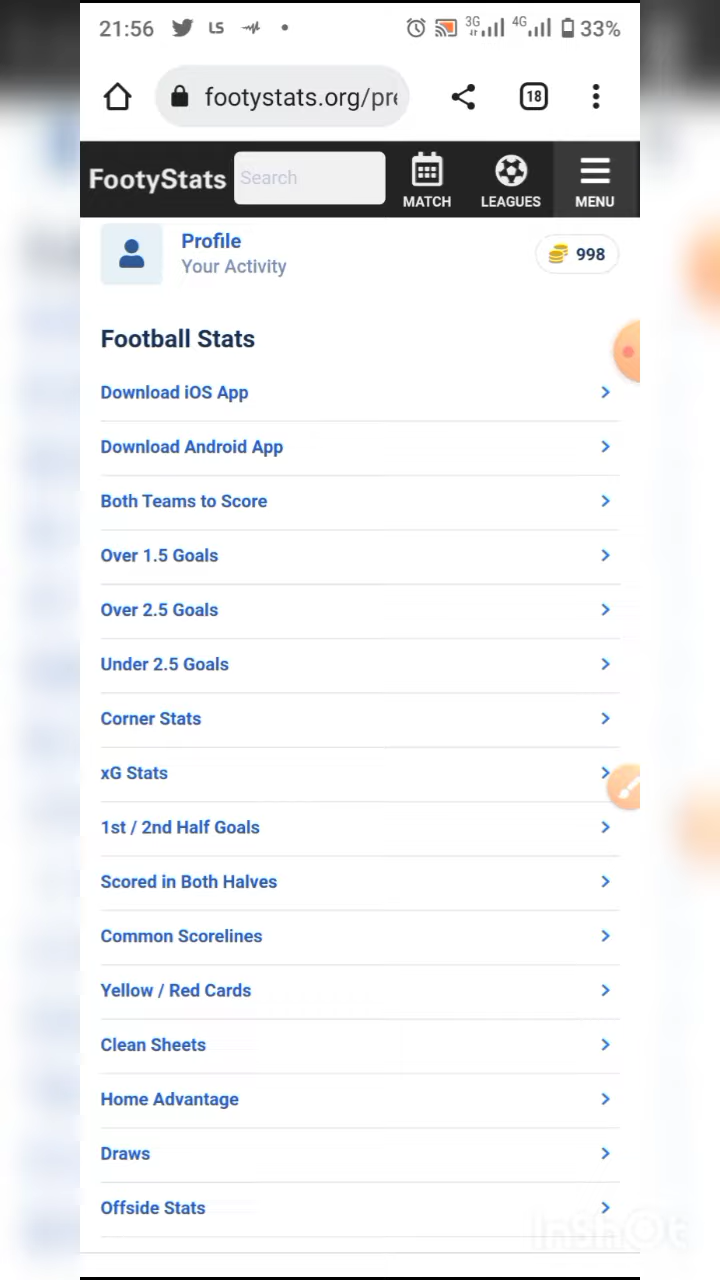 21:56 LS 3G 4G 33%
footystats.org/pre 18
FootyStats Search MATCH LEAGUES MENU
Profile
Your Activity
998
Football Stats
Download iOS App
Download Android App
Both Teams to Score
Over 1.5 Goals
Over 2.5 Goals
Under 2.5 Goals
Corner Stats
xG Stats
1st / 2nd Half Goals
Scored in Both Halves
Common Scorelines
Yellow / Red Cards
Clean Sheets
Home Advantage
Draws
Offside Stats
InShOt